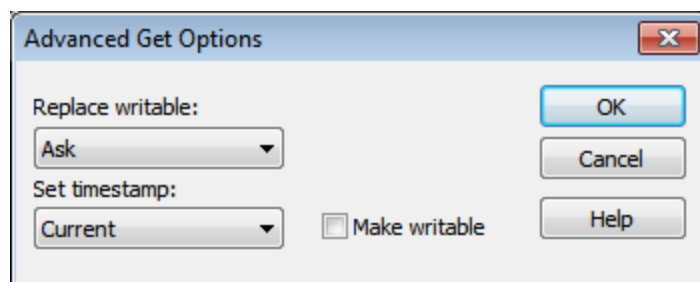 Advanced Get Options
Replace writable:
OK
Ask
Cancel
Set timestamp:
Current
Make writable
Help